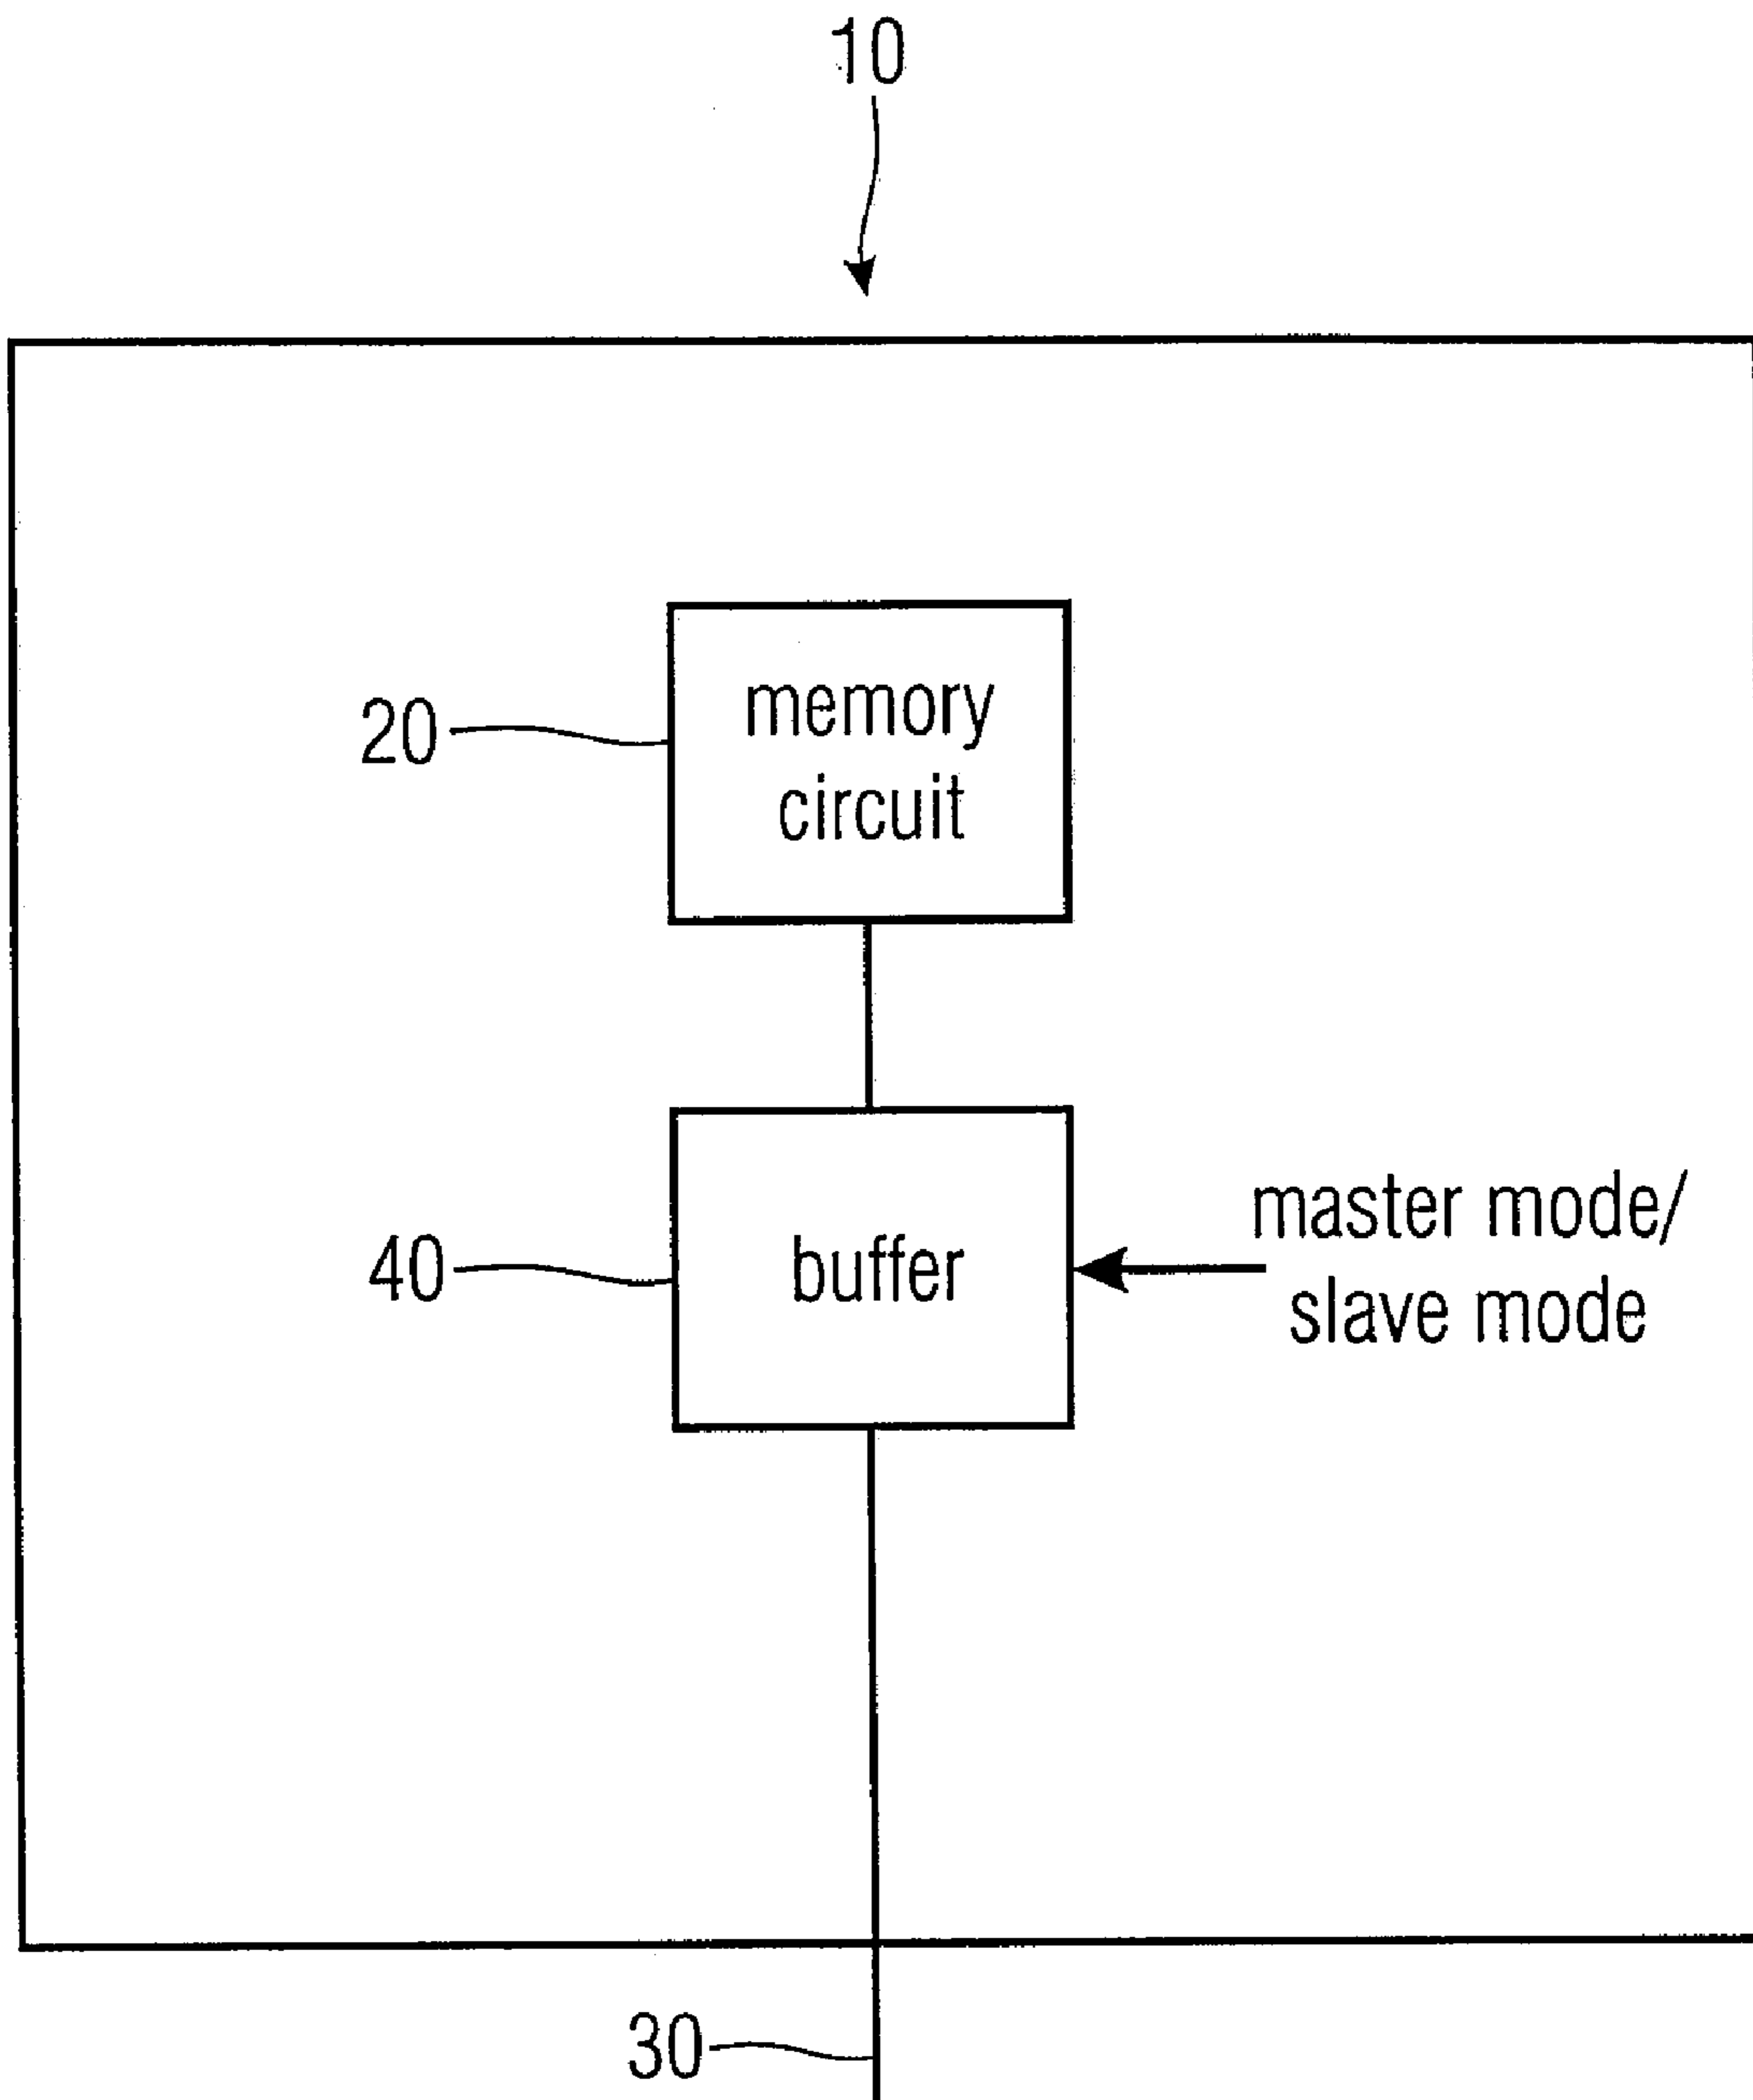 10
20
memory
circuit
40
buffer
master mode/
slave mode
30